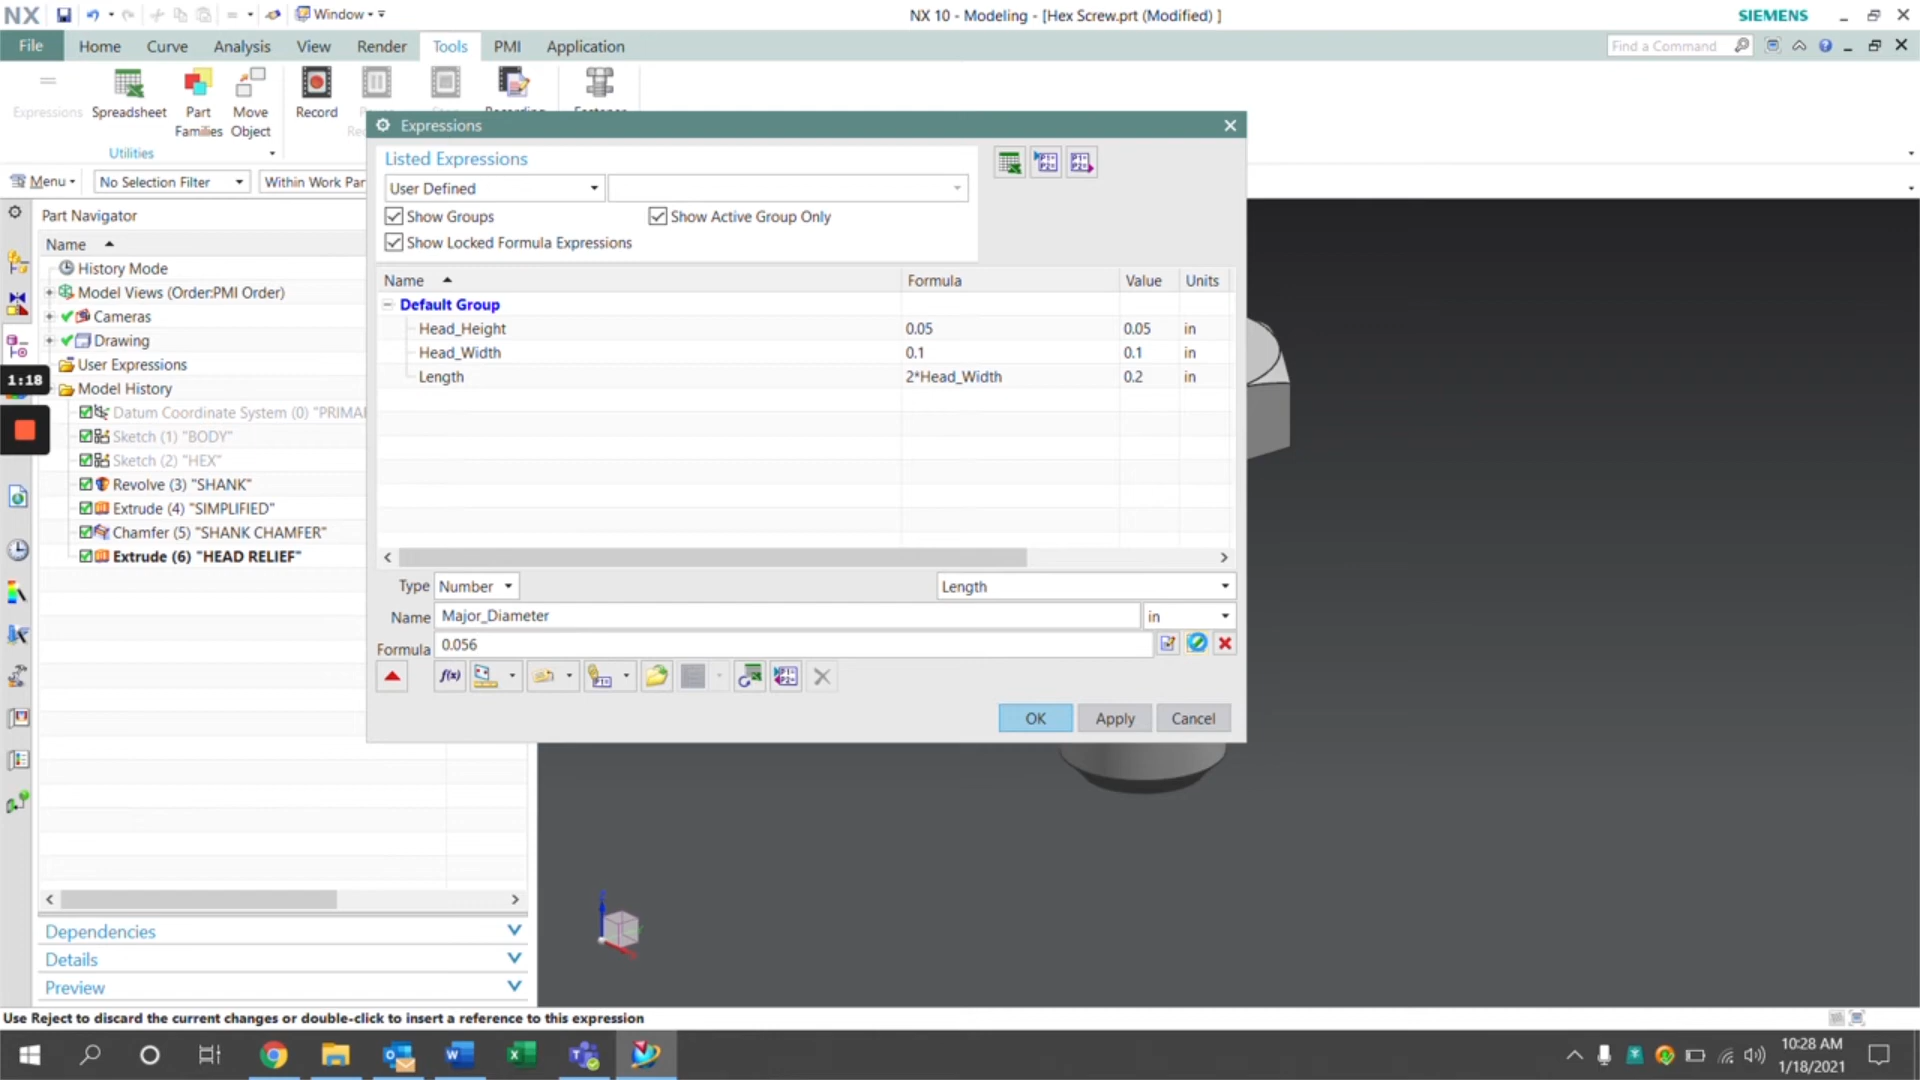 NX
Window
NX 10 - Modeling - [Hex Screw.prt (Modified) ]
SIEMENS
File
Home
Curve
Analysis
View
Render
Tools
PMI
Application
Find a Command
Expressions
Spreadsheet
Part Families
Move Object
Record
Utilities
Menu
No Selection Filter
Within Work Par
Expressions
Listed Expressions
User Defined
Show Groups
Show Active Group Only
Show Locked Formula Expressions
Name Formula Value Units
Default Group
Head_Height 0.05 0.05 in
Head_Width 0.1 0.1 in
Length 2*Head_Width 0.2 in
Type Number Length
Name Major_Diameter in
Formula 0.056
f(x)
OK
Apply
Cancel
Part Navigator
Name
History Mode
Model Views (Order:PMI Order)
Cameras
Drawing
User Expressions
Model History
Datum Coordinate System (0) "PRIMA
Sketch (1) "BODY"
Sketch (2) "HEX"
Revolve (3) "SHANK"
Extrude (4) "SIMPLIFIED"
Chamfer (5) "SHANK CHAMFER"
Extrude (6) "HEAD RELIEF"
1:18
Dependencies
Details
Preview
Use Reject to discard the current changes or double-click to insert a reference to this expression
10:28 AM
1/18/2021